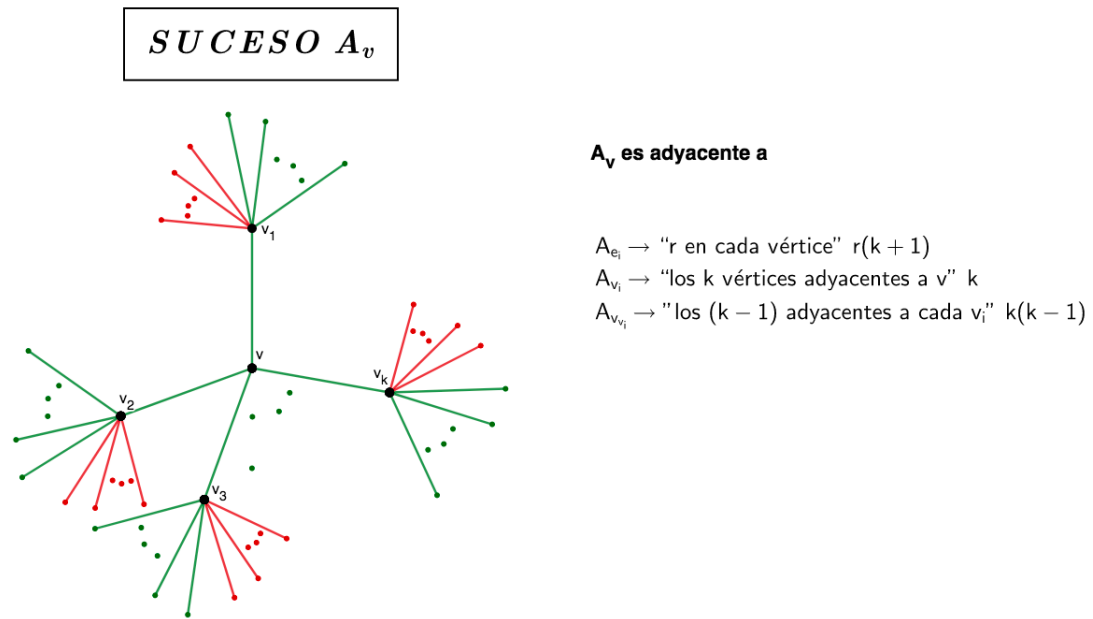 SUCESO A_v
A_v es adyacente a
A_{e_i} → “r en cada vértice” r(k + 1)
A_{v_i} → “los k vértices adyacentes a v” k
A_{v_{v_i}} → ”los (k − 1) adyacentes a cada v_i” k(k − 1)
v_1
v
v_k
v_2
v_3